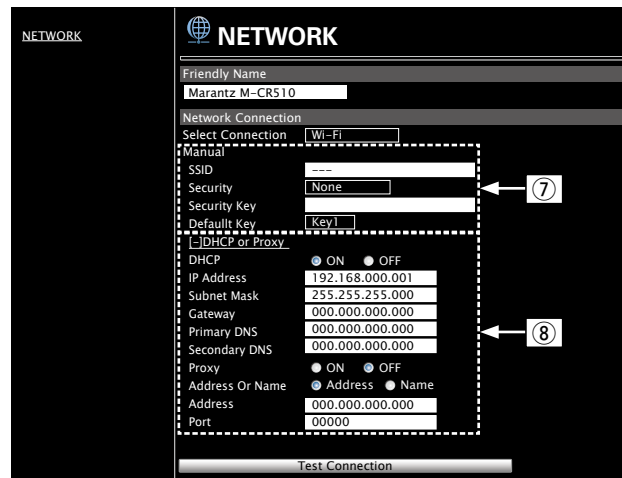 NETWORK
NETWORK
Friendly Name
Marantz M-CR510
Network Connection
Select Connection Wi-Fi
Manual
SSID ---
Security None
⑦
Security Key
Defaullt Key Key1
[-]DHCP or Proxy
DHCP ON OFF
IP Address 192.168.000.001
Subnet Mask 255.255.255.000
Gateway 000.000.000.000
Primary DNS 000.000.000.000
⑧
Secondary DNS 000.000.000.000
Proxy ON OFF
Address Or Name Address Name
Address 000.000.000.000
Port 00000
Test Connection